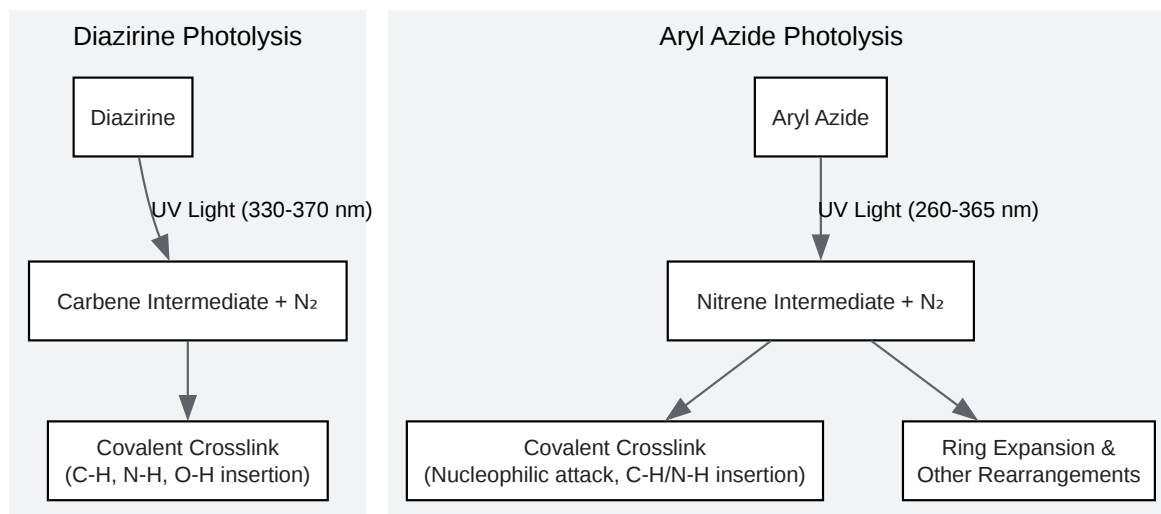 Diazirine Photolysis
Diazirine
UV Light (330-370 nm)
Carbene Intermediate + N₂
Covalent Crosslink
(C-H, N-H, O-H insertion)
Aryl Azide Photolysis
Aryl Azide
UV Light (260-365 nm)
Nitrene Intermediate + N₂
Covalent Crosslink
(Nucleophilic attack, C-H/N-H insertion)
Ring Expansion &
Other Rearrangements